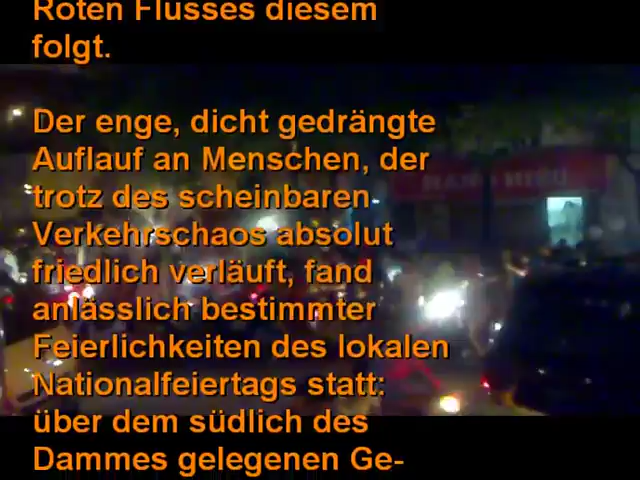 Roten Flusses diesem
folgt.
Der enge, dicht gedrängte
Auflauf an Menschen, der
trotz des scheinbaren
Verkehrschaos absolut
friedlich verläuft, fand
anlässlich bestimmter
Feierlichkeiten des lokalen
Nationalfeiertags statt:
über dem südlich des
Dammes gelegenen Ge-